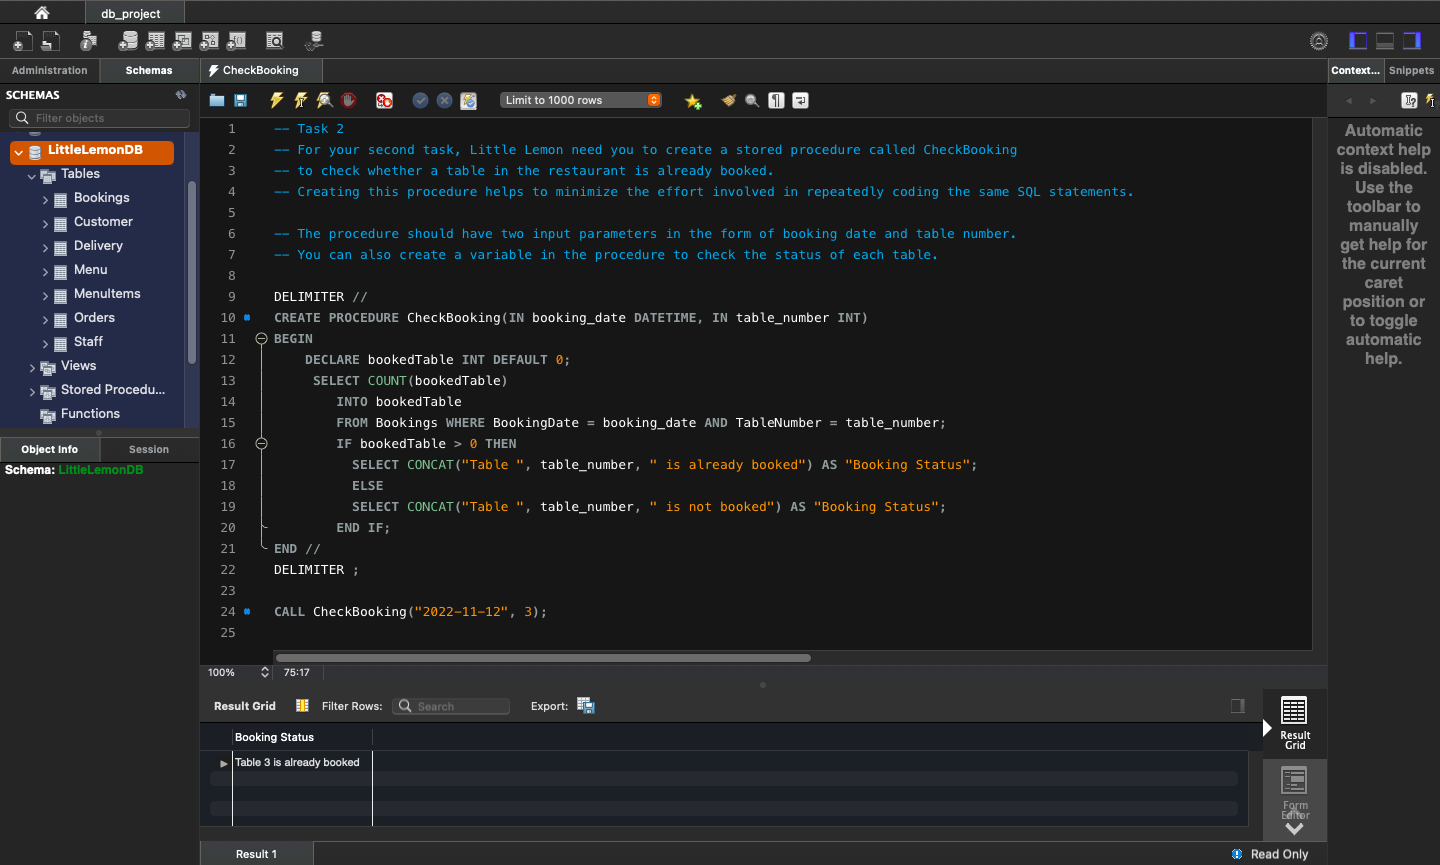 db_project
Administration
Schemas
CheckBooking
Context...
Snippets
SCHEMAS
Filter objects
Limit to 1000 rows
LittleLemonDB
Tables
Bookings
Customer
Delivery
Menu
MenuItems
Orders
Staff
Views
Stored Procedu...
Functions
Object Info
Session
Schema: LittleLemonDB
1 -- Task 2
2 -- For your second task, Little Lemon need you to create a stored procedure called CheckBooking
3 -- to check whether a table in the restaurant is already booked.
4 -- Creating this procedure helps to minimize the effort involved in repeatedly coding the same SQL statements.
5
6 -- The procedure should have two input parameters in the form of booking date and table number.
7 -- You can also create a variable in the procedure to check the status of each table.
8
9 DELIMITER //
10 CREATE PROCEDURE CheckBooking(IN booking_date DATETIME, IN table_number INT)
11 BEGIN
12 DECLARE bookedTable INT DEFAULT 0;
13 SELECT COUNT(bookedTable)
14 INTO bookedTable
15 FROM Bookings WHERE BookingDate = booking_date AND TableNumber = table_number;
16 IF bookedTable > 0 THEN
17 SELECT CONCAT("Table ", table_number, " is already booked") AS "Booking Status";
18 ELSE
19 SELECT CONCAT("Table ", table_number, " is not booked") AS "Booking Status";
20 END IF;
21 END //
22 DELIMITER ;
23
24 CALL CheckBooking("2022-11-12", 3);
25
100%
75:17
Automatic
context help
is disabled.
Use the
toolbar to
manually
get help for
the current
caret
position or
to toggle
automatic
help.
Result Grid
Filter Rows:
Search
Export:
Booking Status
Table 3 is already booked
Result
Grid
Form
Editor
Result 1
Read Only